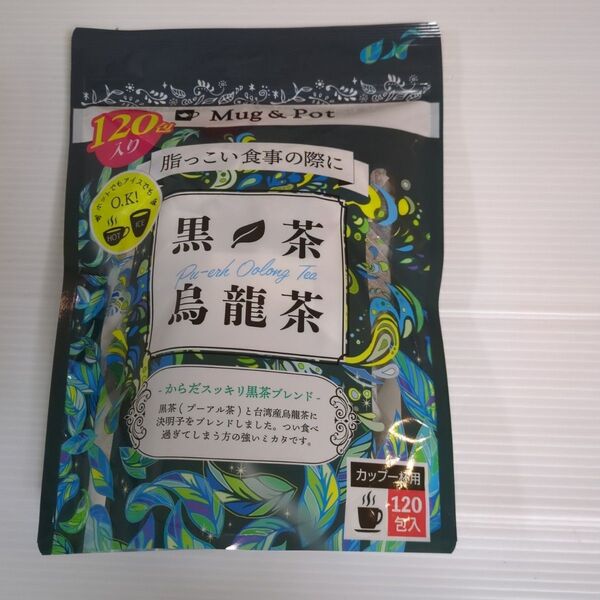 120包
入り
Mug & Pot
脂っこい食事の際に
ホットでもアイスでも
O.K!
HOT ICE
黒茶
Pu-erh Oolong Tea
烏龍茶
- からだスッキリ黒茶ブレンド -
黒茶(プーアル茶)と台湾産烏龍茶に
決明子をブレンドしました。つい食べ
過ぎてしまう方の強いミカタです。
カップ一杯用
120
包入